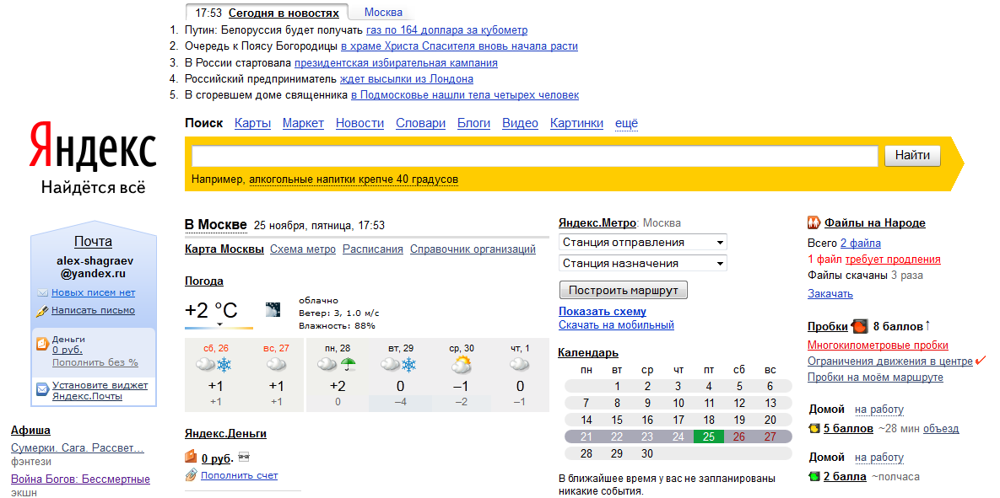 17:53 Сегодня в новостях Москва
1. Путин: Белоруссия будет получать газ по 164 доллара за кубометр
2. Очередь к Поясу Богородицы в храме Христа Спасителя вновь начала расти
3. В России стартовала президентская избирательная кампания
4. Российский предприниматель ждет высылки из Лондона
5. В сгоревшем доме священника в Подмосковье нашли тела четырех человек
Яндекс
Найдётся всё
Поиск Карты Маркет Новости Словари Блоги Видео Картинки ещё
Найти
Например, алкогольные напитки крепче 40 градусов
Почта
alex-shagraev
@yandex.ru
Новых писем нет
Написать письмо
Деньги
0 руб.
Пополнить без %
Установите виджет
Яндекс.Почты
Афиша
Сумерки. Сага. Рассвет…
фэнтези
Война Богов: Бессмертные
экшн
В Москве 25 ноября, пятница, 17:53
Карта Москвы Схема метро Расписания Справочник организаций
Погода
+2 °C
облачно
Ветер: З, 1.0 м/с
Влажность: 88%
сб, 26 вс, 27 пн, 28 вт, 29 ср, 30 чт, 1
+1 +1 +2 0 −1 0
+1 +1 0 −4 −2 −1
Яндекс.Деньги
0 руб.
Пополнить счет
Яндекс.Метро: Москва
Станция отправления
Станция назначения
Построить маршрут
Показать схему
Скачать на мобильный
Календарь
пн вт ср чт пт сб вс
1 2 3 4 5 6
7 8 9 10 11 12 13
14 15 16 17 18 19 20
21 22 23 24 25 26 27
28 29 30
В ближайшее время у вас не запланированы
никакие события.
Файлы на Народе
Всего 2 файла
1 файл требует продления
Файлы скачаны 3 раза
Закачать
Пробки 8 баллов↑
Многокилометровые пробки
Ограничения движения в центре
Пробки на моём маршруте
Домой на работу
5 баллов ~28 мин объезд
Домой на работу
2 балла ~полчаса